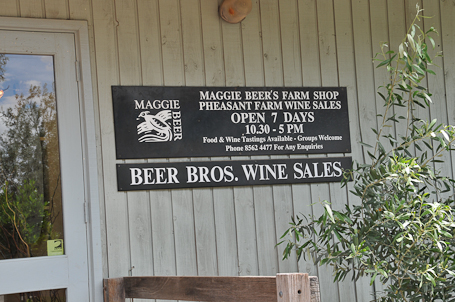 MAGGIE
BEER
MAGGIE BEER'S FARM SHOP
PHEASANT FARM WINE SALES
OPEN 7 DAYS
10.30 - 5 PM
Food & Wine Tastings Available - Groups Welcome
Phone 8562 4477 For Any Enquiries
BEER BROS. WINE SALES